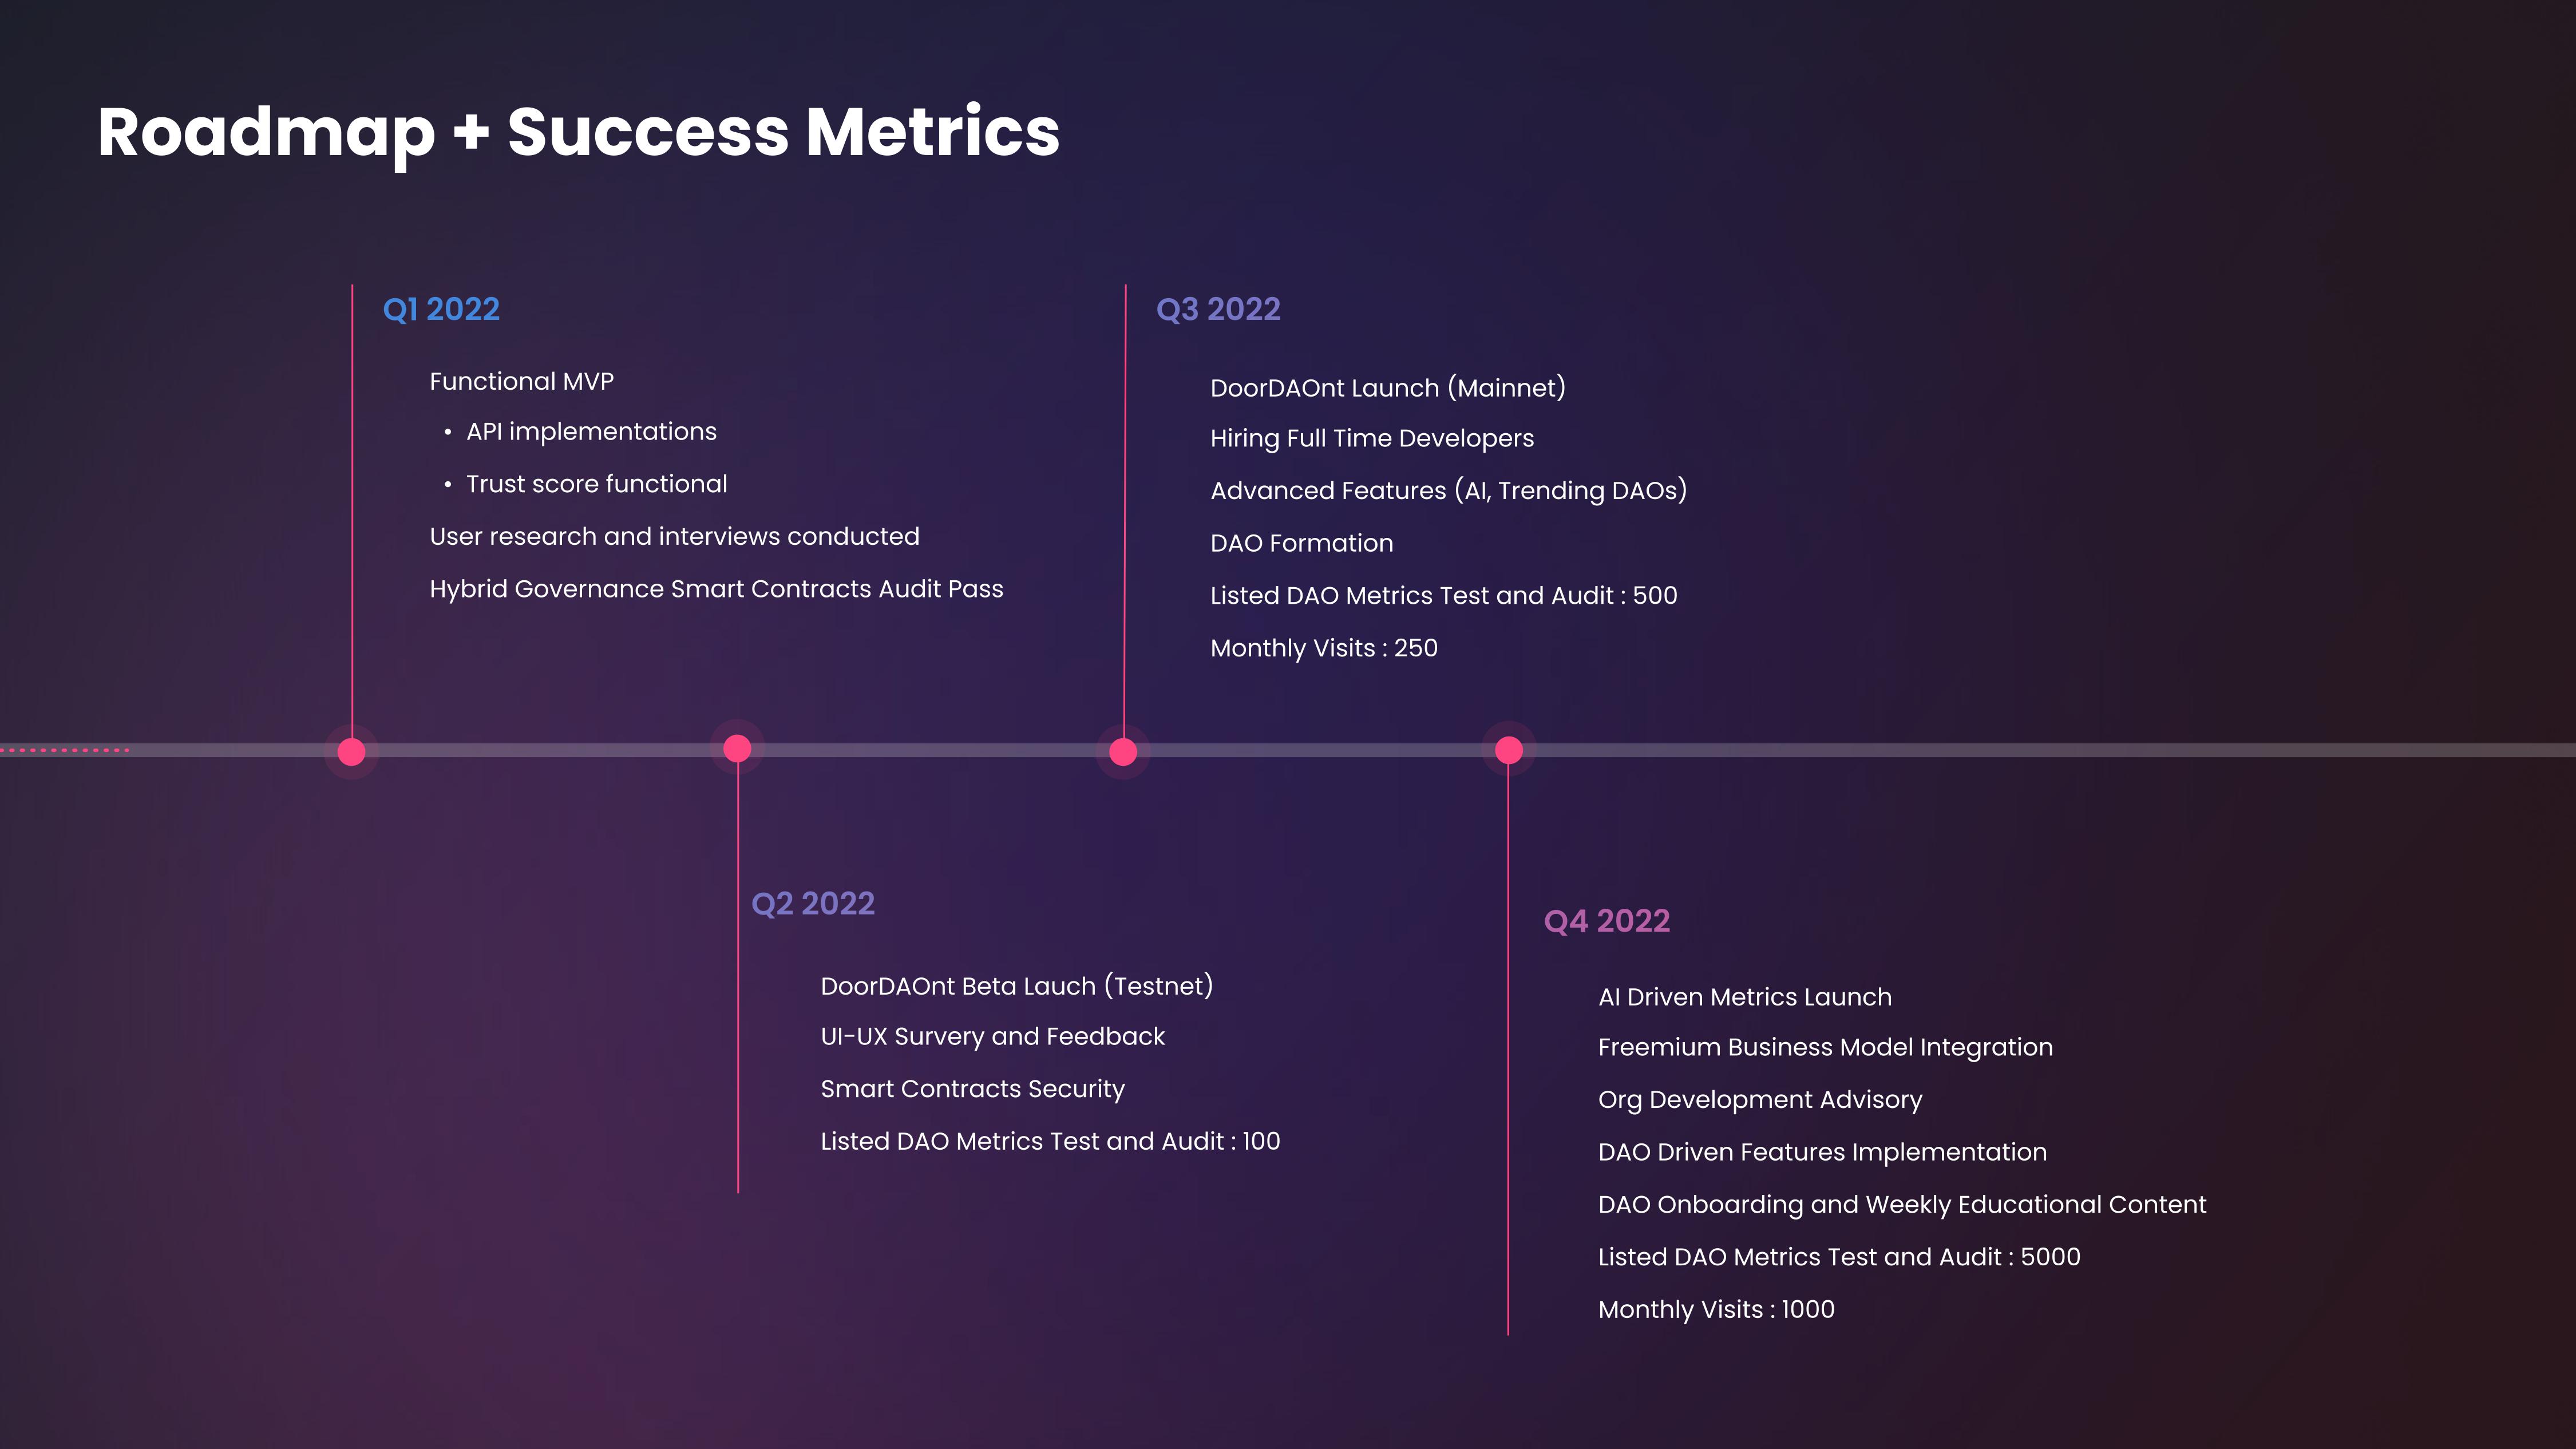 Roadmap + Success Metrics
Q1 2022
Functional MVP
• API implementations
• Trust score functional
User research and interviews conducted
Hybrid Governance Smart Contracts Audit Pass
Q3 2022
DoorDAOnt Launch (Mainnet)
Hiring Full Time Developers
Advanced Features (AI, Trending DAOs)
DAO Formation
Listed DAO Metrics Test and Audit : 500
Monthly Visits : 250
Q2 2022
DoorDAOnt Beta Lauch (Testnet)
UI-UX Survery and Feedback
Smart Contracts Security
Listed DAO Metrics Test and Audit : 100
Q4 2022
AI Driven Metrics Launch
Freemium Business Model Integration
Org Development Advisory
DAO Driven Features Implementation
DAO Onboarding and Weekly Educational Content
Listed DAO Metrics Test and Audit : 5000
Monthly Visits : 1000